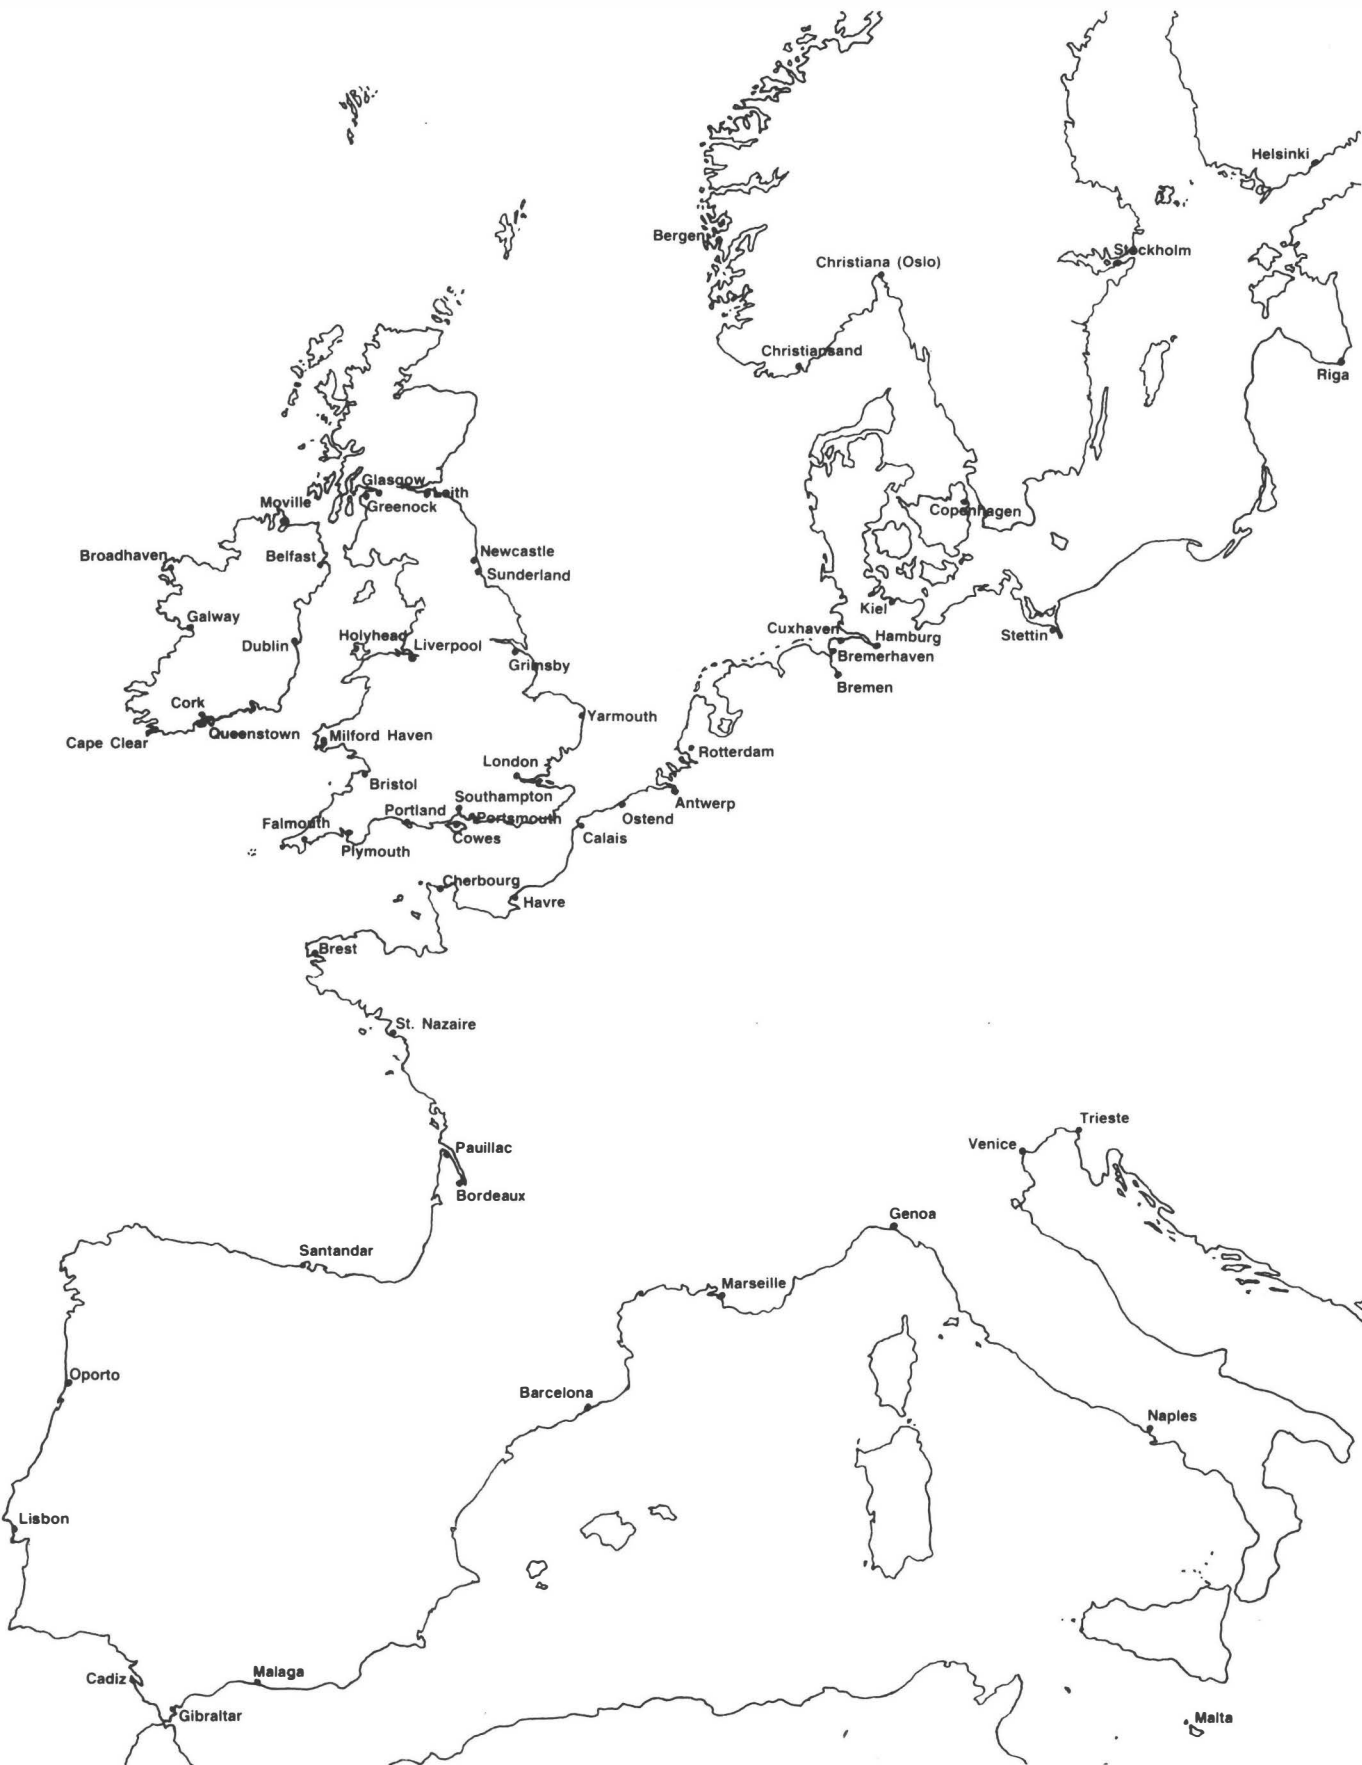 Helsinki
Bergen
Stockholm
Christiana (Oslo)
Christiansand
Riga
Glasgow
Leith
Moville
Greenock
Copenhagen
Broadhaven
Belfast
Newcastle
Sunderland
Kiel
Galway
Cuxhaven
Hamburg
Stettin
Dublin
Holyhead
Liverpool
Grimsby
Bremerhaven
Bremen
Cork
Yarmouth
Cape Clear
Queenstown
Milford Haven
Rotterdam
London
Bristol
Southampton
Antwerp
Portland
Portsmouth
Ostend
Falmouth
Cowes
Calais
Plymouth
Cherbourg
Havre
Brest
St. Nazaire
Trieste
Venice
Pauillac
Bordeaux
Genoa
Santandar
Marseille
Oporto
Barcelona
Naples
Lisbon
Cadiz
Malaga
Gibraltar
Malta